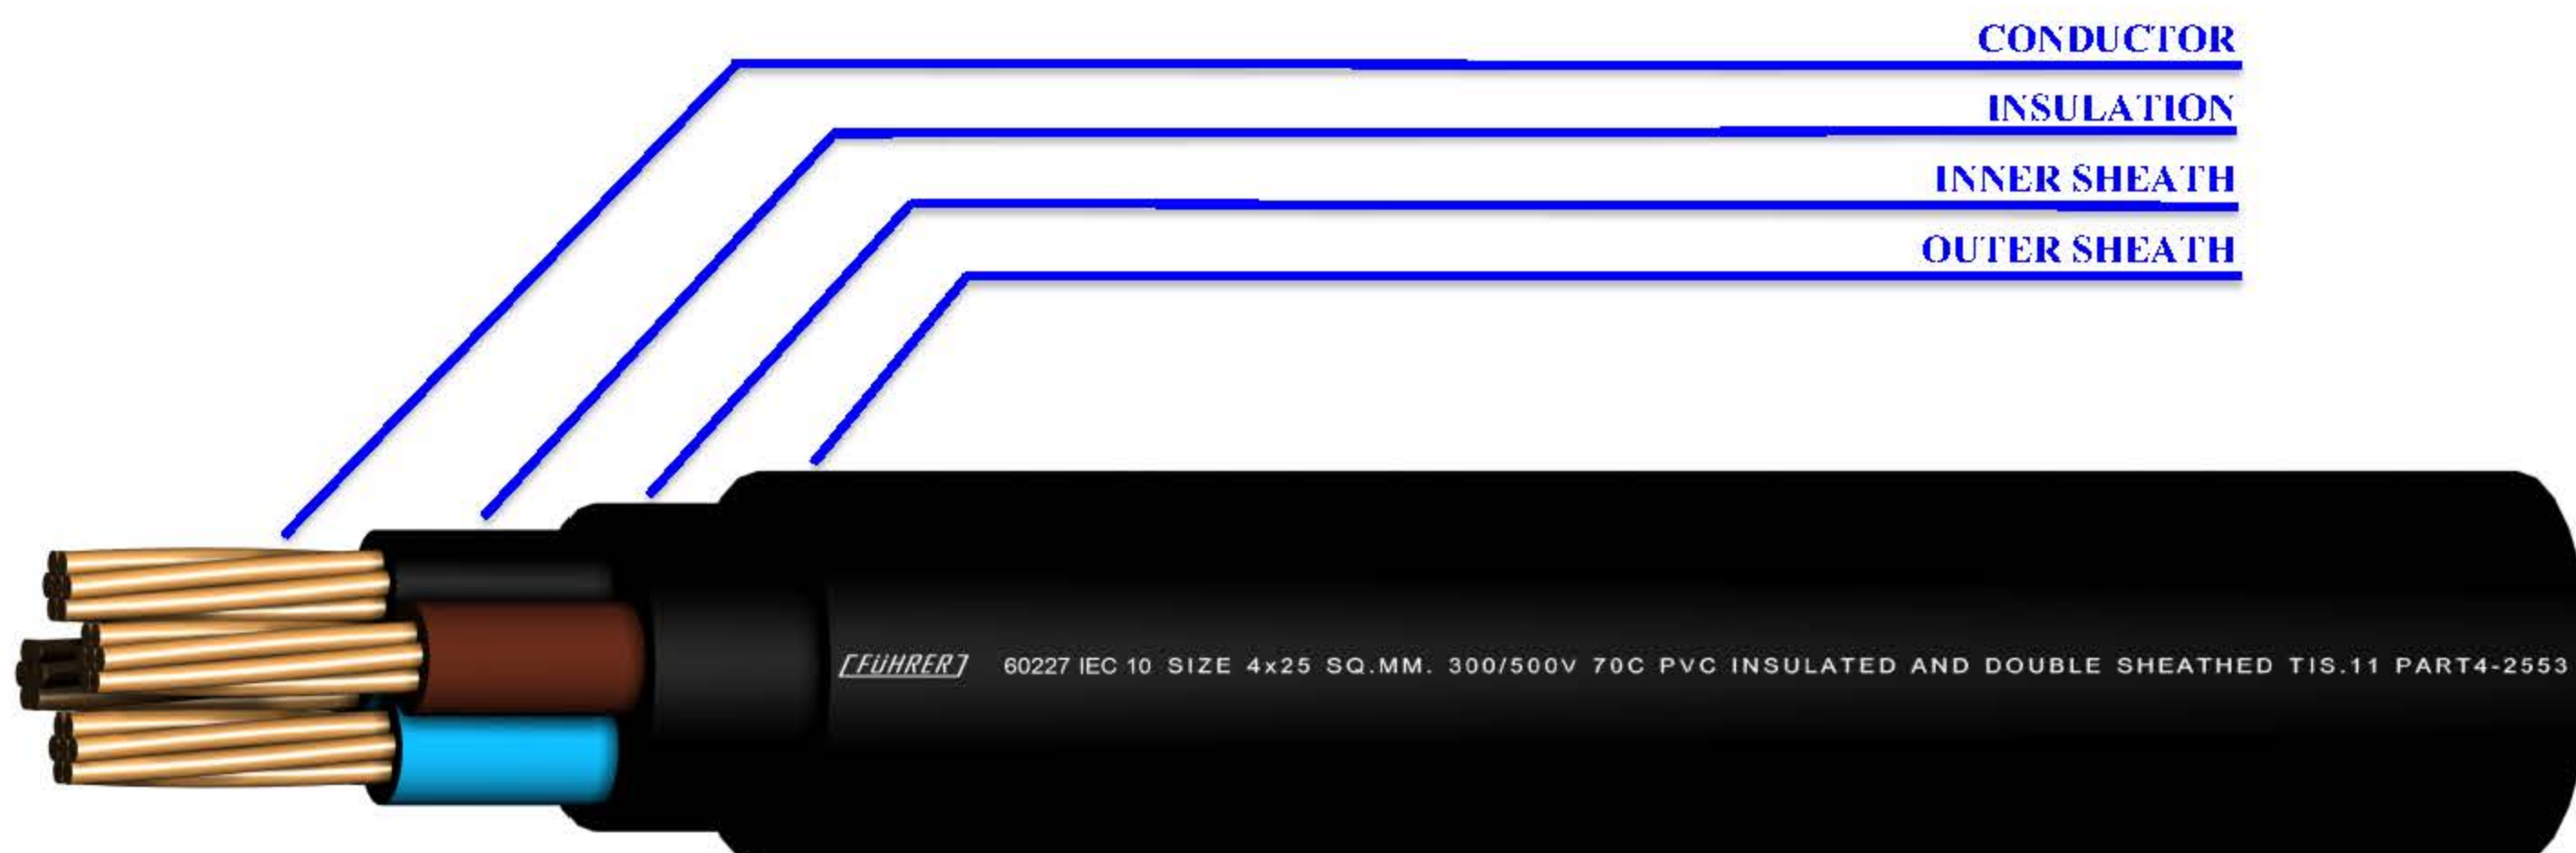 CONDUCTOR
INSULATION
INNER SHEATH
OUTER SHEATH
FÜHRER 60227 IEC 10 SIZE 4x25 SQ.MM. 300/500V 70C PVC INSULATED AND DOUBLE SHEATHED TIS.11 PART4-2553